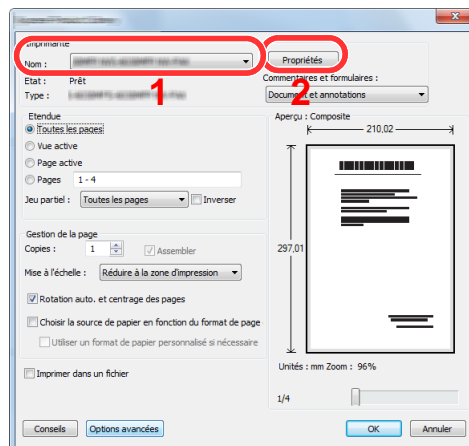 Imprimante
Nom :
Propriétés
1
2
Etat : Prêt
Commentaires et formulaires :
Type :
Document et annotations
Etendue
Toutes les pages
Vue active
Page active
Pages 1 - 4
Jeu partiel : Toutes les pages Inverser
Aperçu : Composite
210,02
297,01
Gestion de la page
Copies : 1 Assembler
Mise à l'échelle : Réduire à la zone d'impression
Rotation auto. et centrage des pages
Choisir la source de papier en fonction du format de page
Utiliser un format de papier personnalisé si nécessaire
Imprimer dans un fichier
Unités : mm Zoom : 96%
1/4
Conseils Options avancées OK Annuler